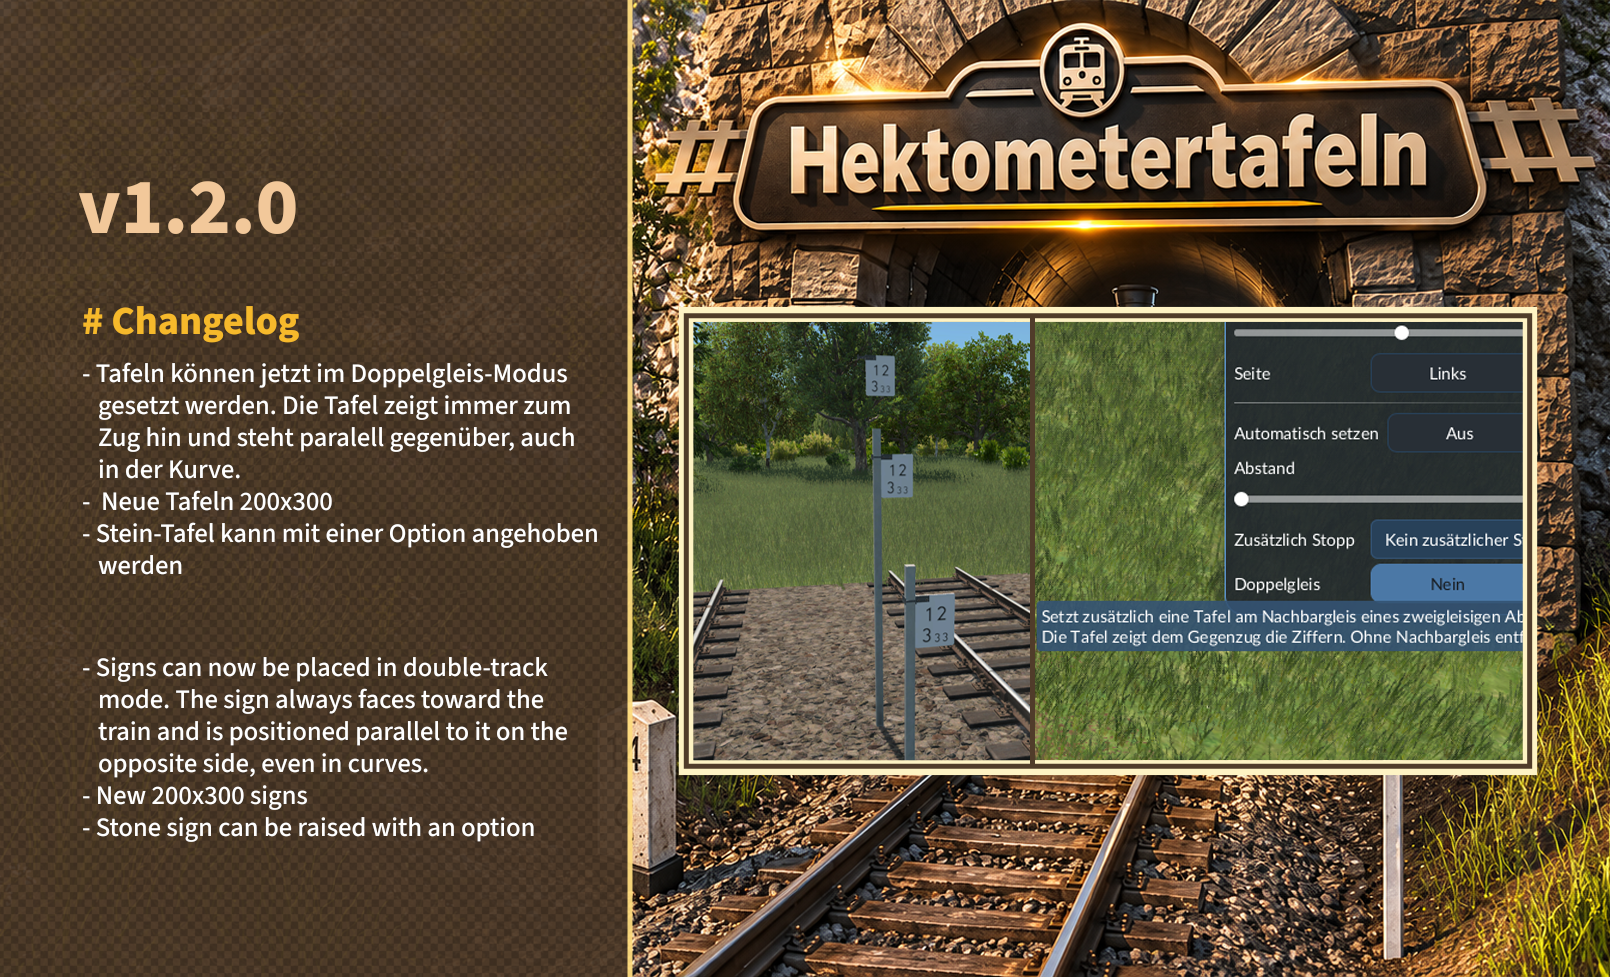 v1.2.0
# Changelog
- Tafeln können jetzt im Doppelgleis-Modus
gesetzt werden. Die Tafel zeigt immer zum
Zug hin und steht paralell gegenüber, auch
in der Kurve.
- Neue Tafeln 200x300
- Stein-Tafel kann mit einer Option angehoben
werden
- Signs can now be placed in double-track
mode. The sign always faces toward the
train and is positioned parallel to it on the
opposite side, even in curves.
- New 200x300 signs
- Stone sign can be raised with an option
Hektometertafeln
12
333
12
333
12
333
Seite Links
Automatisch setzen Aus
Abstand
Zusätzlich Stopp Kein zusätzlicher
Doppelgleis Nein
Setzt zusätzlich eine Tafel am Nachbargleis eines zweigleisigen
Die Tafel zeigt dem Gegenzug die Ziffern. Ohne Nachbargleis
4